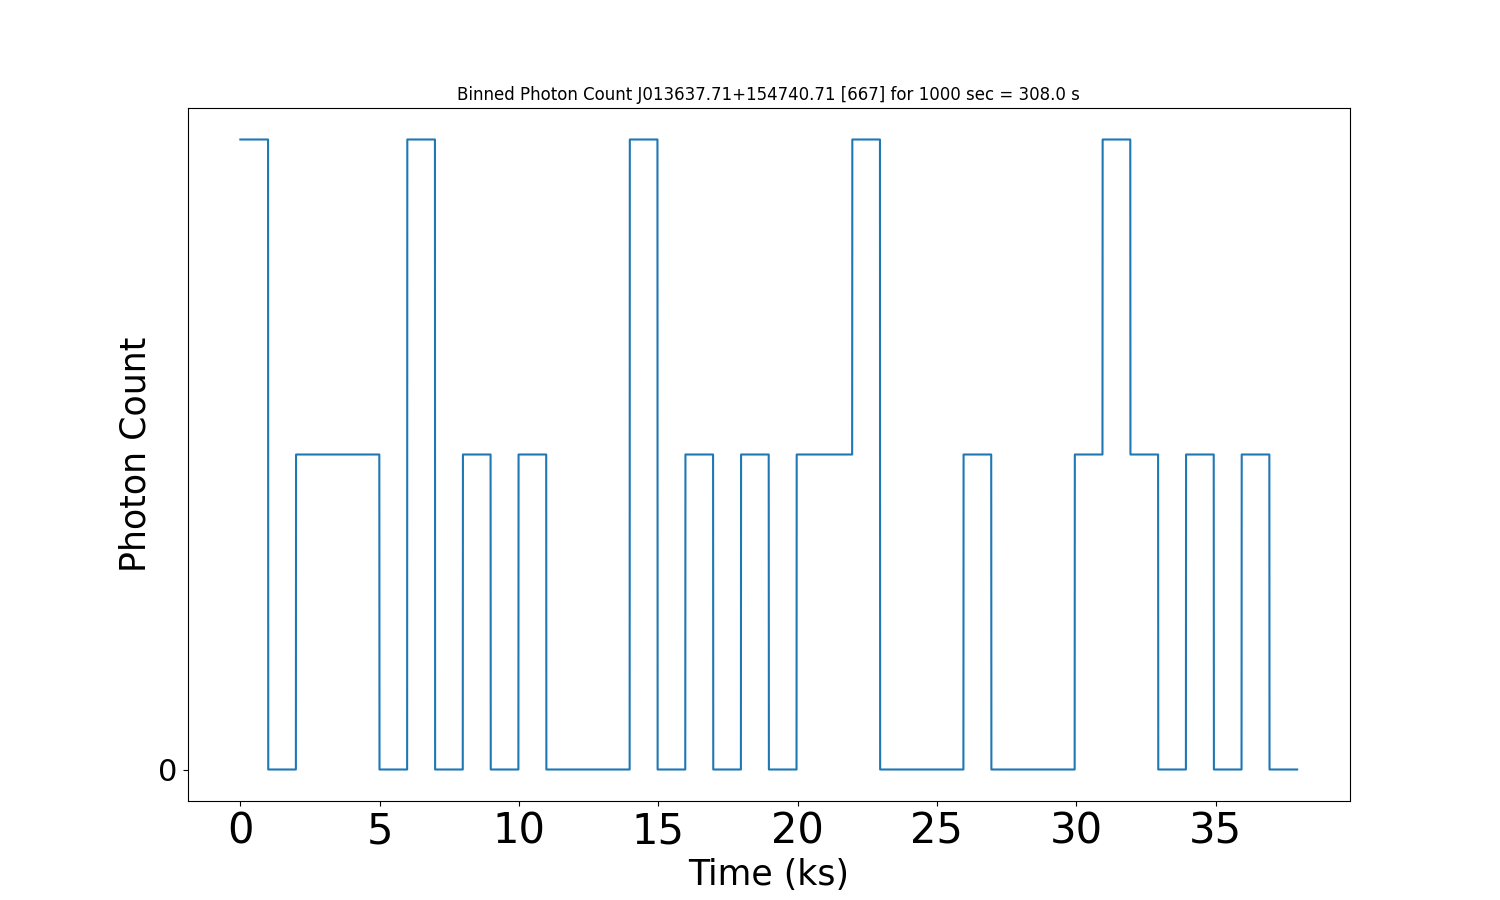 Binned Photon Count J013637.71+154740.71 [667] for 1000 sec = 308.0 s
Photon Count
0
0 5 10 15 20 25 30 35
Time (ks)